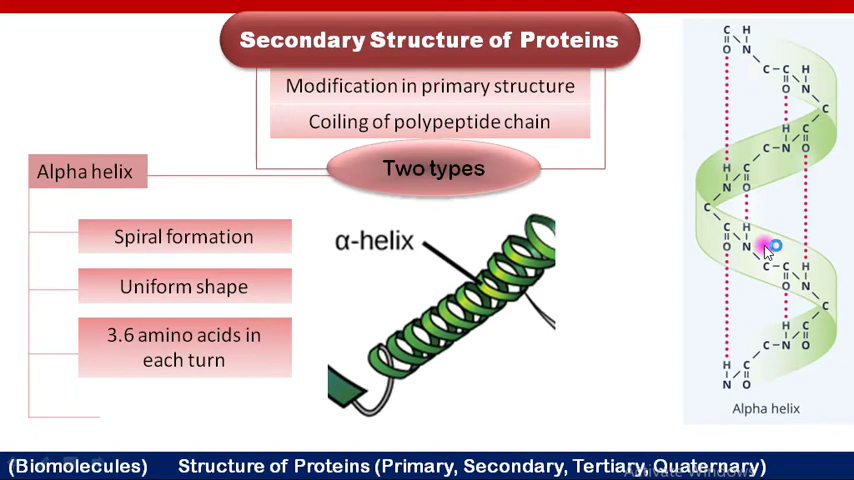 Secondary Structure of Proteins
Modification in primary structure
Coiling of polypeptide chain
Two types
Alpha helix
Spiral formation
Uniform shape
3.6 amino acids in
each turn
α-helix
C H
O N
C C H
O N
C
H C
C N O
H C
N O
C
C H
O N
C C H
O N
C
H C
C N O
H C
N O
Alpha helix
(Biomolecules) Structure of Proteins (Primary, Secondary, Tertiary, Quaternary)
Activate Windows